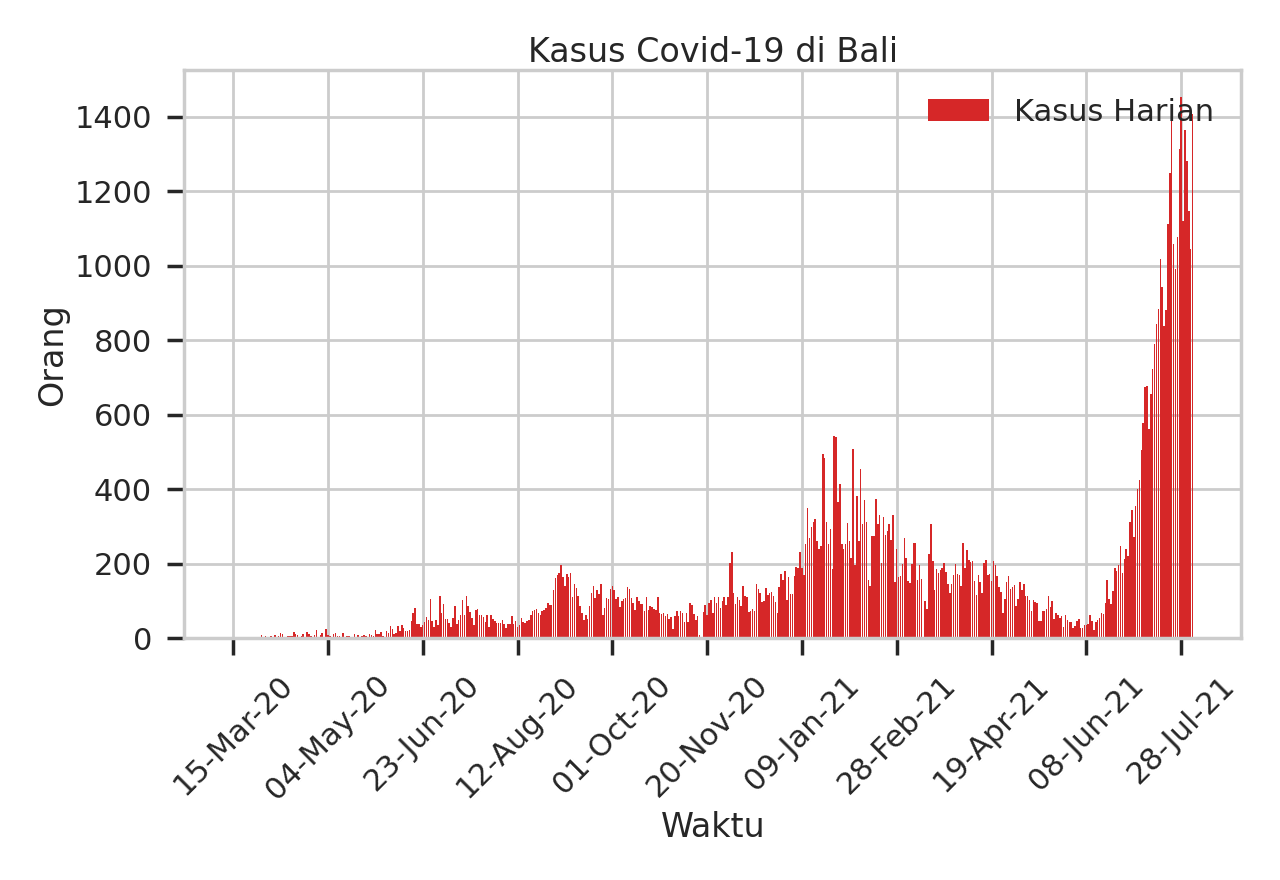 Kasus Covid-19 di Bali
Kasus Harian
1400
1200
1000
800
600
400
200
0
Orang
15-Mar-20
04-May-20
23-Jun-20
12-Aug-20
01-Oct-20
20-Nov-20
09-Jan-21
28-Feb-21
19-Apr-21
08-Jun-21
28-Jul-21
Waktu